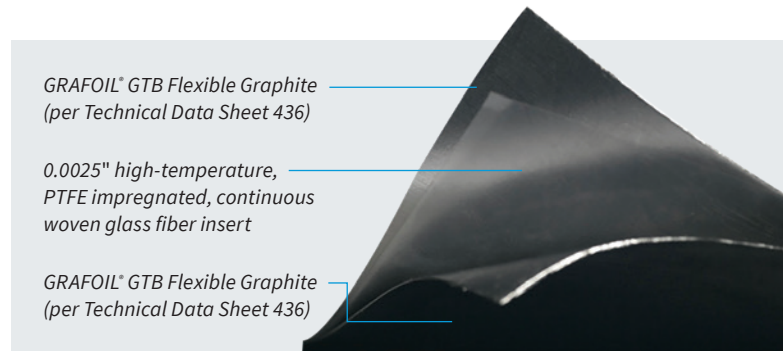 GRAFOIL® GTB Flexible Graphite
(per Technical Data Sheet 436)
0.0025" high-temperature,
PTFE impregnated, continuous
woven glass fiber insert
GRAFOIL® GTB Flexible Graphite
(per Technical Data Sheet 436)